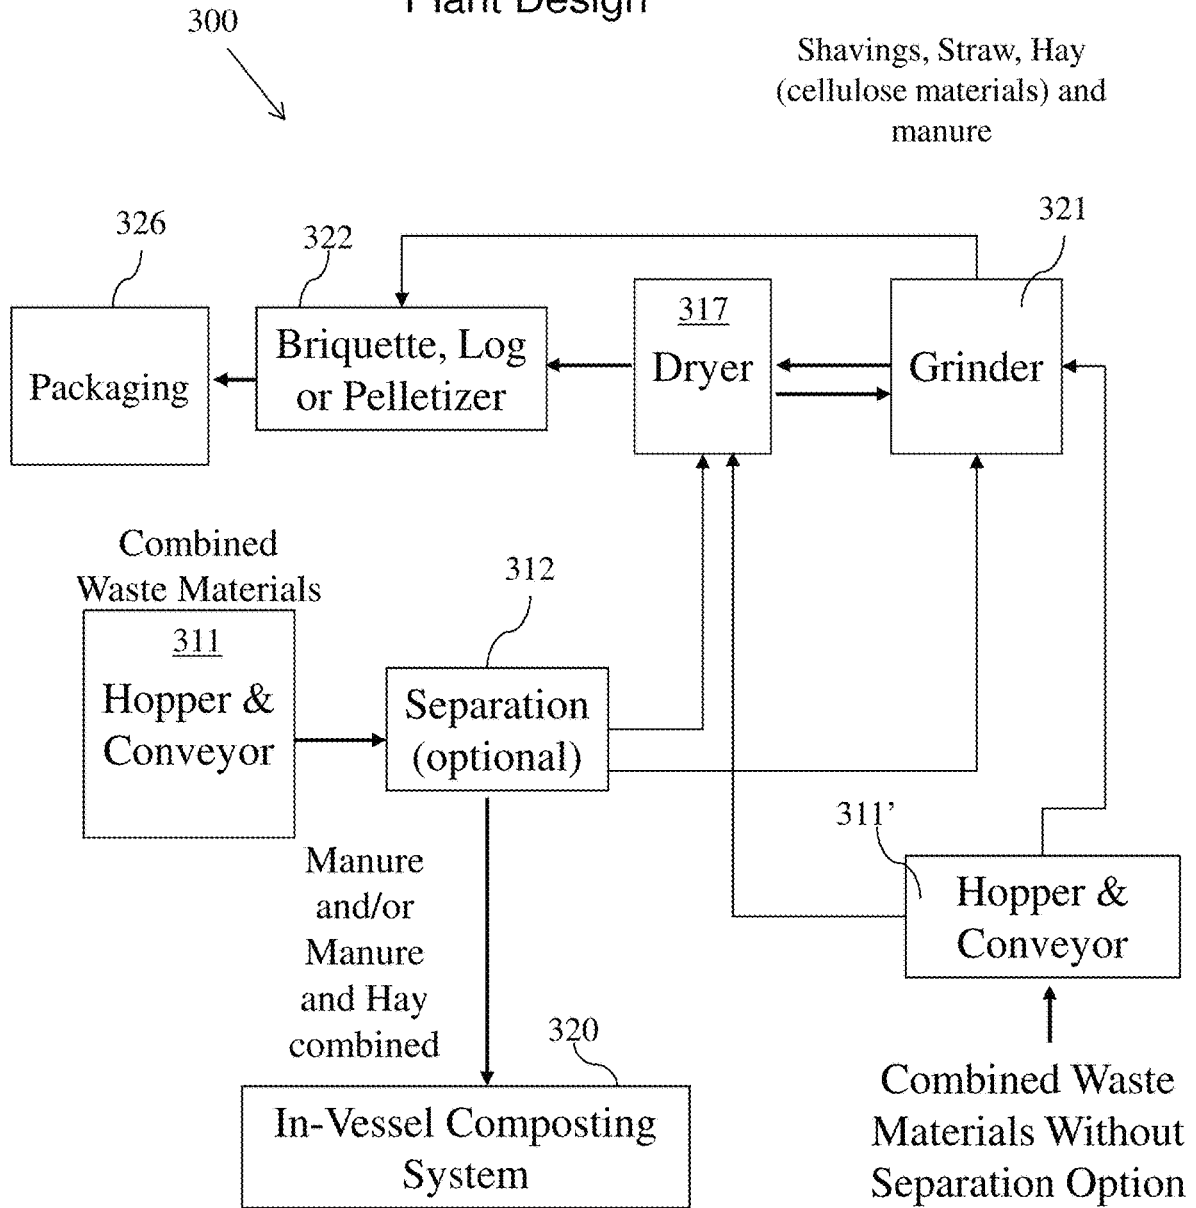 Plant Design
300
Shavings, Straw, Hay
(cellulose materials) and
manure
326
322
321
Packaging
Briquette, Log
or Pelletizer
317
Dryer
Grinder
Combined
Waste Materials
311
Hopper &
Conveyor
312
Separation
(optional)
311’
Hopper &
Conveyor
Manure
and/or
Manure
and Hay
combined
320
In-Vessel Composting
System
Combined Waste
Materials Without
Separation Option